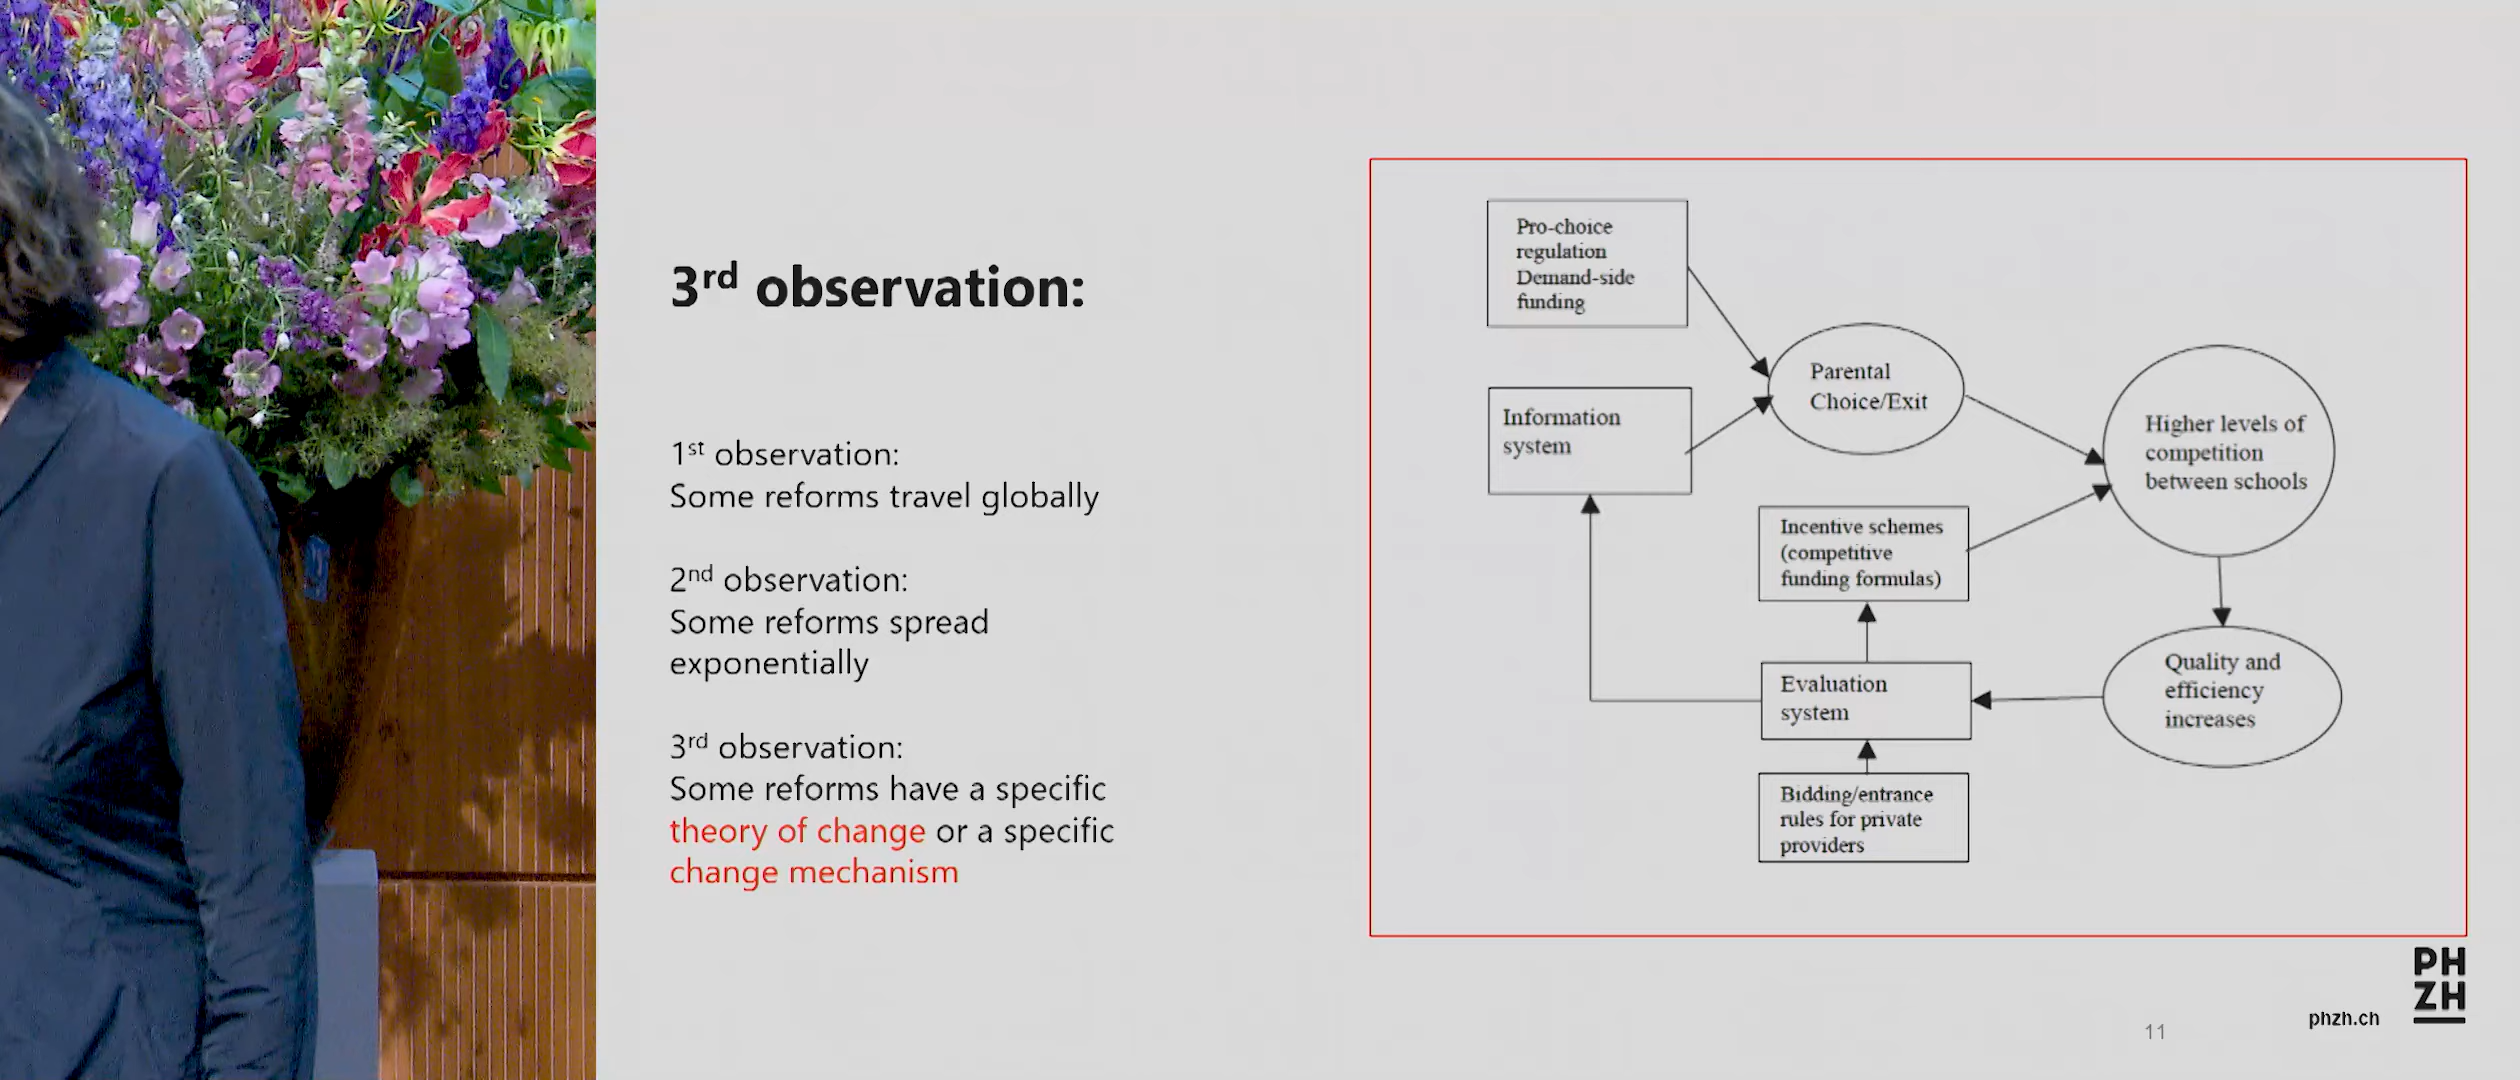 3rd observation:
1st observation:
Some reforms travel globally
2nd observation:
Some reforms spread
exponentially
3rd observation:
Some reforms have a specific
theory of change or a specific
change mechanism
Pro-choice
regulation
Demand-side
funding
Information
system
Parental
Choice/Exit
Higher levels of
competition
between schools
Incentive schemes
(competitive
funding formulas)
Evaluation
system
Quality and
efficiency
increases
Bidding/entrance
rules for private
providers
PH
ZH
phzh.ch
11